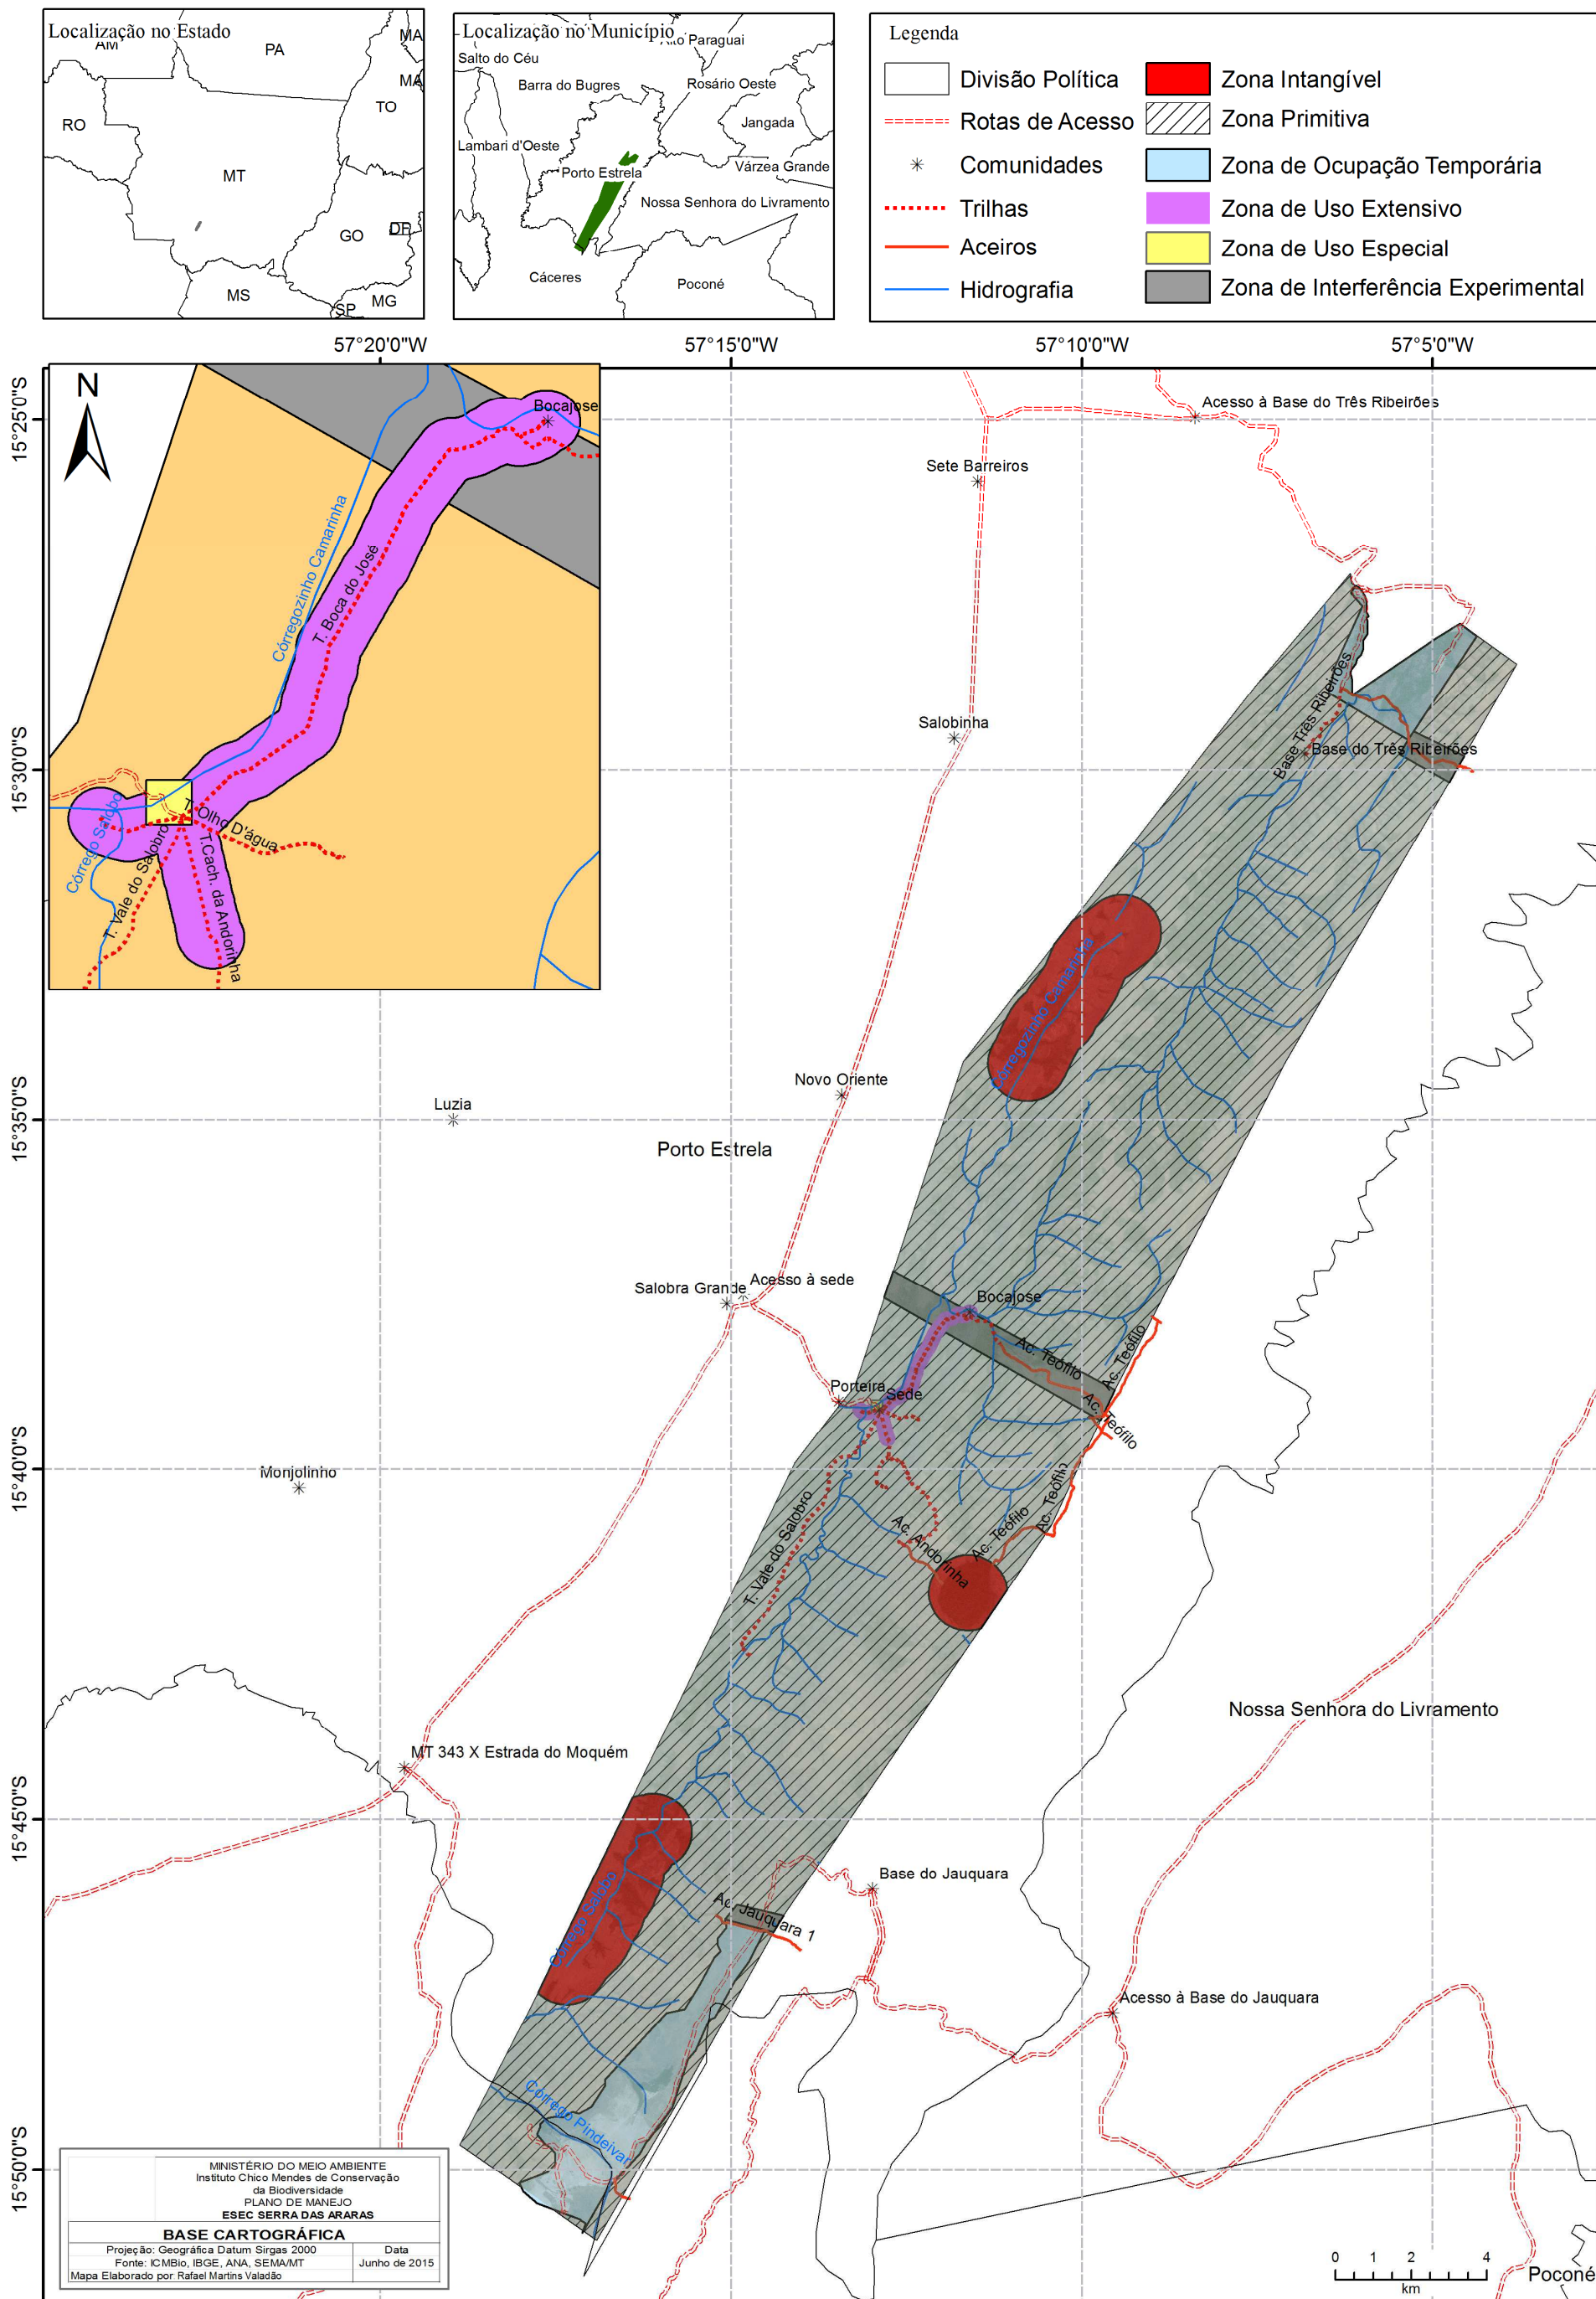 Localização no Estado
AM
PA
MA
MA
TO
RO
MT
GO
DF
MS
SP
MG
Localização no Município
Alto Paraguai
Salto do Céu
Barra do Bugres
Rosário Oeste
Jangada
Lambari d'Oeste
Várzea Grande
Porto Estrela
Nossa Senhora do Livramento
Cáceres
Poconé
Legenda
Divisão Política
Rotas de Acesso
Comunidades
Trilhas
Aceiros
Hidrografia
Zona Intangível
Zona Primitiva
Zona de Ocupação Temporária
Zona de Uso Extensivo
Zona de Uso Especial
Zona de Interferência Experimental
57°20'0"W
57°15'0"W
57°10'0"W
57°5'0"W
15°25'0"S
15°30'0"S
15°35'0"S
15°40'0"S
15°45'0"S
15°50'0"S
N
Bocajose
Córregozinho Camarinha
T. Boca do José
T. Olho D'água
Córrego Salobo
T. Vale do Salobro
T.Cach. da Andorinha
Acesso à Base do Três Ribeirões
Sete Barreiros
Salobinha
Base Três Ribeirões
Base do Três Ribeirões
Córregozinho Camarinha
Novo Oriente
Luzia
Porto Estrela
Salobra Grande
Acesso à sede
Bocajose
Ac. Teófilo
Ac. Teófilo
Ac. Teófilo
Porteira
Sede
Monjolinho
Ac. Teófilo
Ac. Teófilo
Ac. Andorinha
T. Vale do Salobro
Nossa Senhora do Livramento
MT 343 X Estrada do Moquém
Base do Jauquara
Ac. Jauquara 1
Córrego Salobo
Acesso à Base do Jauquara
Córrego Pindeivar
MINISTÉRIO DO MEIO AMBIENTE
Instituto Chico Mendes de Conservação
da Biodiversidade
PLANO DE MANEJO
ESEC SERRA DAS ARARAS
BASE CARTOGRÁFICA
Projeção: Geográfica Datum Sirgas 2000
Fonte: ICMBio, IBGE, ANA, SEMA/MT
Data
Junho de 2015
Mapa Elaborado por Rafael Martins Valadão
0 1 2 4
km
Poconé